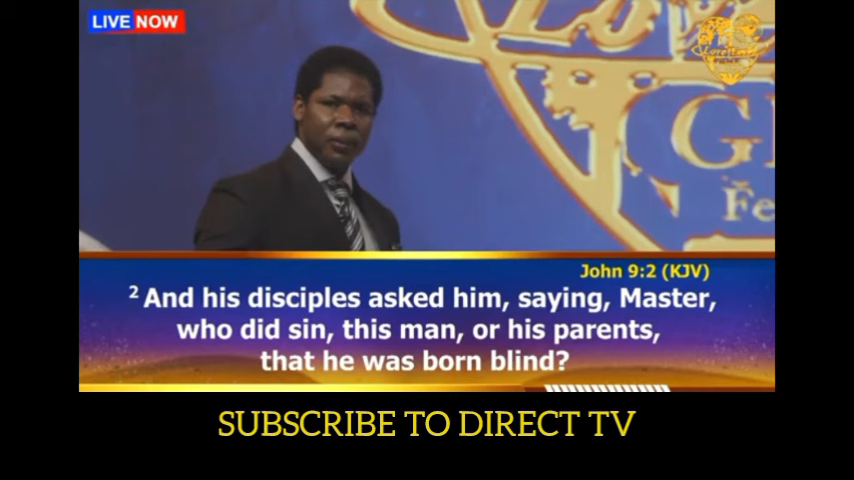 LIVE NOW
John 9:2 (KJV)
2 And his disciples asked him, saying, Master,
who did sin, this man, or his parents,
that he was born blind?
SUBSCRIBE TO DIRECT TV